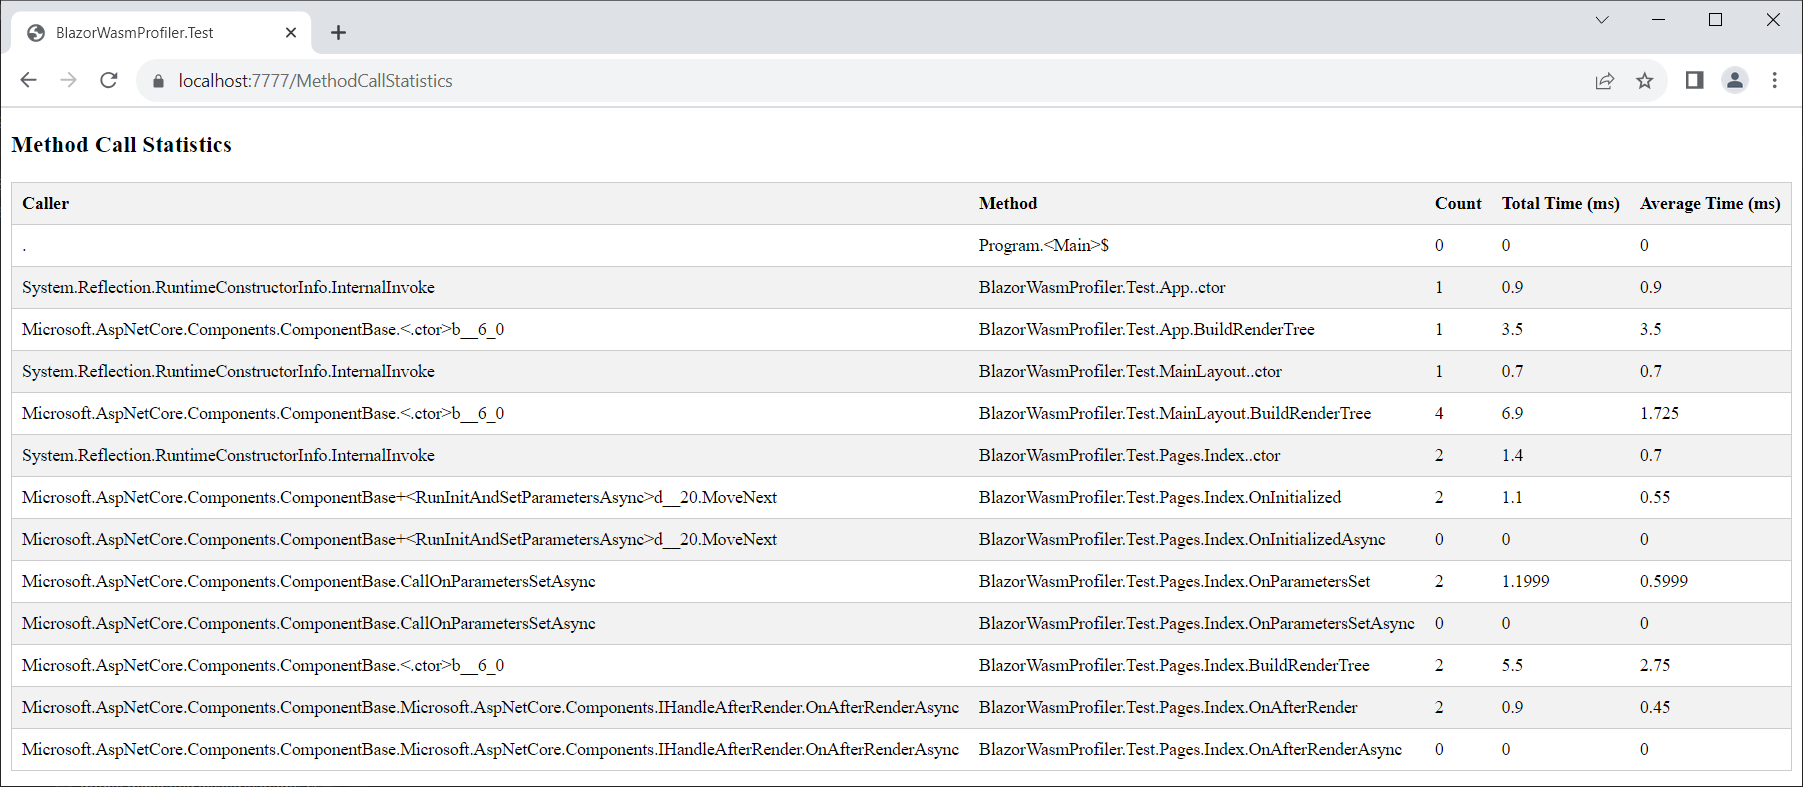 BlazorWasmProfiler.Test
localhost:7777/MethodCallStatistics
Method Call Statistics
Caller Method Count Total Time (ms) Average Time (ms)
. Program.<Main>$ 0 0 0
System.Reflection.RuntimeConstructorInfo.InternalInvoke BlazorWasmProfiler.Test.App..ctor 1 0.9 0.9
Microsoft.AspNetCore.Components.ComponentBase.<.ctor>b__6_0 BlazorWasmProfiler.Test.App.BuildRenderTree 1 3.5 3.5
System.Reflection.RuntimeConstructorInfo.InternalInvoke BlazorWasmProfiler.Test.MainLayout..ctor 1 0.7 0.7
Microsoft.AspNetCore.Components.ComponentBase.<.ctor>b__6_0 BlazorWasmProfiler.Test.MainLayout.BuildRenderTree 4 6.9 1.725
System.Reflection.RuntimeConstructorInfo.InternalInvoke BlazorWasmProfiler.Test.Pages.Index..ctor 2 1.4 0.7
Microsoft.AspNetCore.Components.ComponentBase+<RunInitAndSetParametersAsync>d__20.MoveNext BlazorWasmProfiler.Test.Pages.Index.OnInitialized 2 1.1 0.55
Microsoft.AspNetCore.Components.ComponentBase+<RunInitAndSetParametersAsync>d__20.MoveNext BlazorWasmProfiler.Test.Pages.Index.OnInitializedAsync 0 0 0
Microsoft.AspNetCore.Components.ComponentBase.CallOnParametersSetAsync BlazorWasmProfiler.Test.Pages.Index.OnParametersSet 2 1.1999 0.5999
Microsoft.AspNetCore.Components.ComponentBase.CallOnParametersSetAsync BlazorWasmProfiler.Test.Pages.Index.OnParametersSetAsync 0 0 0
Microsoft.AspNetCore.Components.ComponentBase.<.ctor>b__6_0 BlazorWasmProfiler.Test.Pages.Index.BuildRenderTree 2 5.5 2.75
Microsoft.AspNetCore.Components.ComponentBase.Microsoft.AspNetCore.Components.IHandleAfterRender.OnAfterRenderAsync BlazorWasmProfiler.Test.Pages.Index.OnAfterRender 2 0.9 0.45
Microsoft.AspNetCore.Components.ComponentBase.Microsoft.AspNetCore.Components.IHandleAfterRender.OnAfterRenderAsync BlazorWasmProfiler.Test.Pages.Index.OnAfterRenderAsync 0 0 0